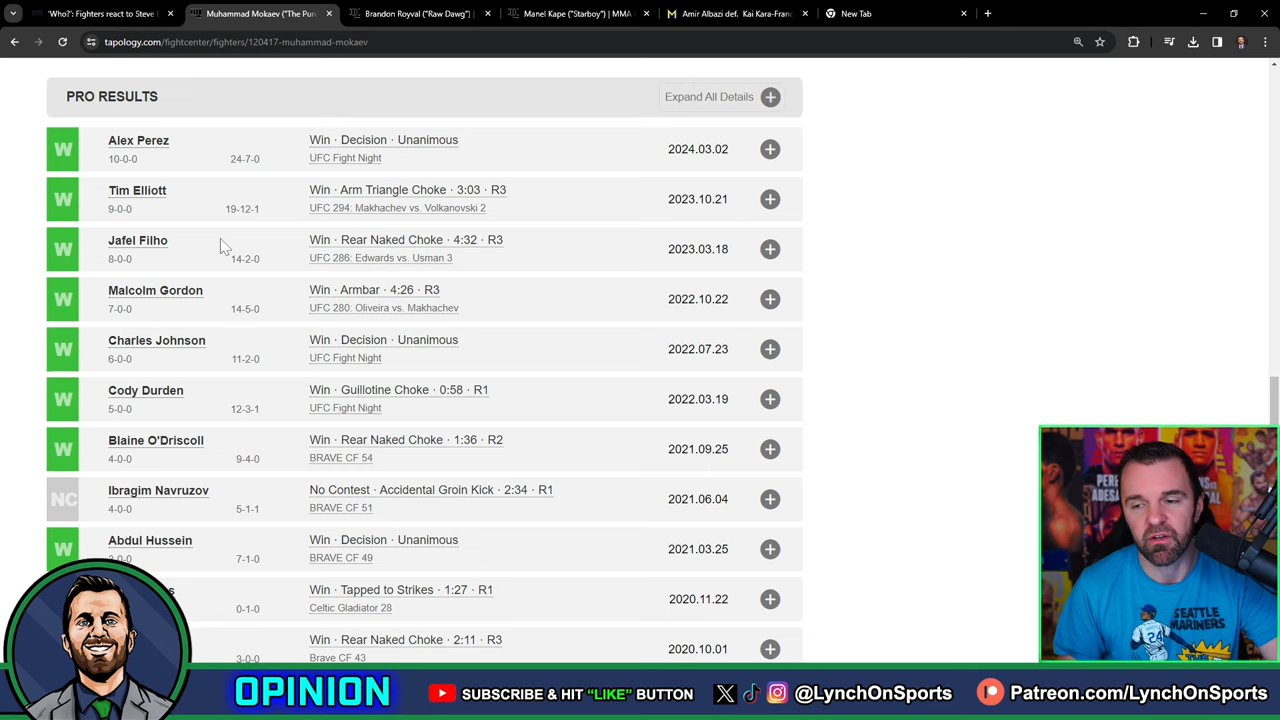 'Who?': Fighters react to Steve E
Muhammad Mokaev ("The Pun
Brandon Royval ("Raw Dawg")
Manel Kape ("Starboy") | MMA
Amir Albazi def. Kai Kara-Franc
New Tab
tapology.com/fightcenter/fighters/120417-muhammad-mokaev
PRO RESULTS
Expand All Details
W Alex Perez Win · Decision · Unanimous 2024.03.02
10-0-0 24-7-0 UFC Fight Night
W Tim Elliott Win · Arm Triangle Choke · 3:03 · R3 2023.10.21
9-0-0 19-12-1 UFC 294: Makhachev vs. Volkanovski 2
W Jafel Filho Win · Rear Naked Choke · 4:32 · R3 2023.03.18
8-0-0 14-2-0 UFC 286: Edwards vs. Usman 3
W Malcolm Gordon Win · Armbar · 4:26 · R3 2022.10.22
7-0-0 14-5-0 UFC 280: Oliveira vs. Makhachev
W Charles Johnson Win · Decision · Unanimous 2022.07.23
6-0-0 11-2-0 UFC Fight Night
W Cody Durden Win · Guillotine Choke · 0:58 · R1 2022.03.19
5-0-0 12-3-1 UFC Fight Night
W Blaine O'Driscoll Win · Rear Naked Choke · 1:36 · R2 2021.09.25
4-0-0 9-4-0 BRAVE CF 54
NC Ibragim Navruzov No Contest · Accidental Groin Kick · 2:34 · R1 2021.06.04
4-0-0 5-1-1 BRAVE CF 51
W Abdul Hussein Win · Decision · Unanimous 2021.03.25
7-1-0 BRAVE CF 49
Win · Tapped to Strikes · 1:27 · R1 2020.11.22
0-1-0 Celtic Gladiator 28
Win · Rear Naked Choke · 2:11 · R3 2020.10.01
3-0-0 Brave CF 43
SEATTLE
MARINERS
24
OPINION
SUBSCRIBE & HIT "LIKE" BUTTON
@LynchOnSports
Patreon.com/LynchOnSports